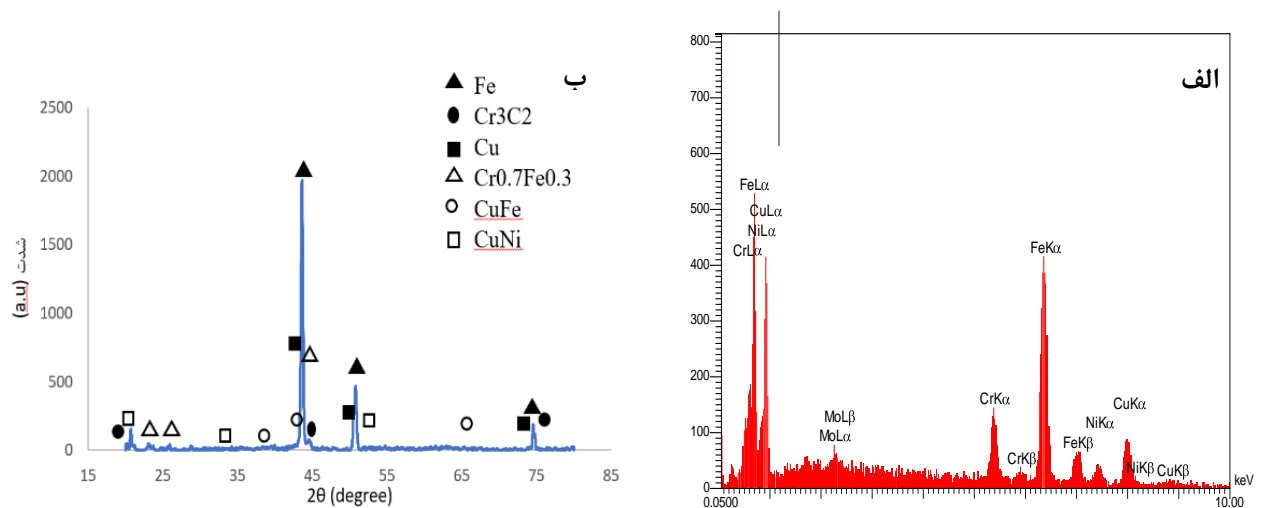 ب
Fe
Cr3C2
Cu
Cr0.7Fe0.3
CuFe
CuNi
2500
2000
1500
1000
500
0
شدت (a.u)
15 25 35 45 55 65 75 85
2θ (degree)
الف
800
700
600
500
400
300
200
100
0
FeLα
CuLα
NiLα
CrLα
MoLβ
MoLα
CrKα
CrKβ
FeKα
FeKβ
NiKα
CuKα
NiKβ
CuKβ
keV
0.0500 10.00